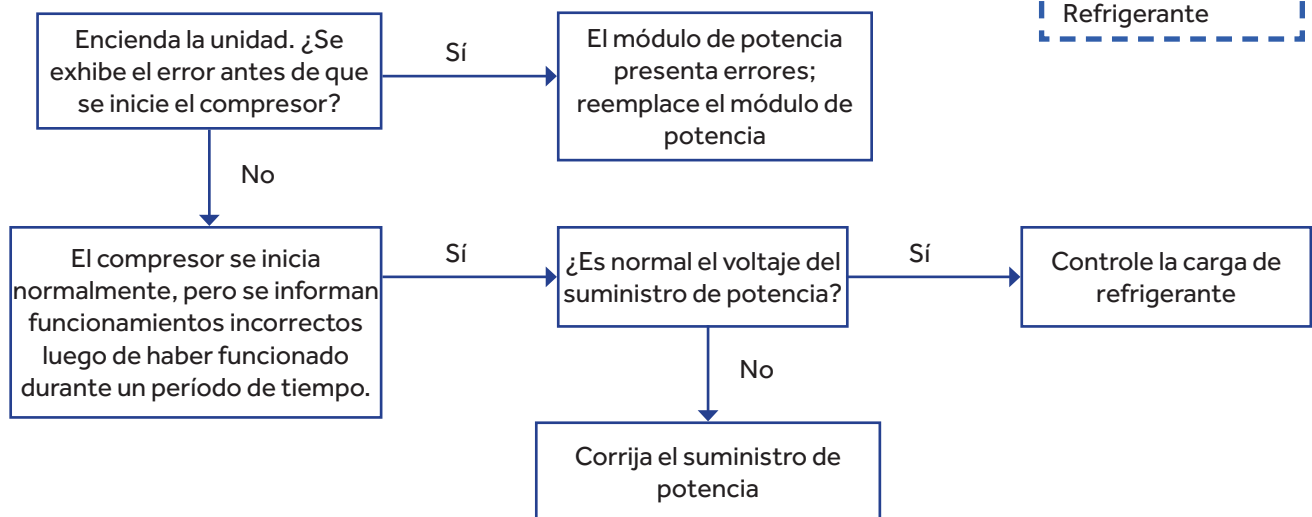 Refrigerante
Encienda la unidad. ¿Se
exhibe el error antes de que
se inicie el compresor?
Sí
El módulo de potencia
presenta errores;
reemplace el módulo de
potencia
No
El compresor se inicia
normalmente, pero se informan
funcionamientos incorrectos
luego de haber funcionado
durante un período de tiempo.
Sí
¿Es normal el voltaje del
suministro de potencia?
Sí
Controle la carga de
refrigerante
No
Corrija el suministro de
potencia